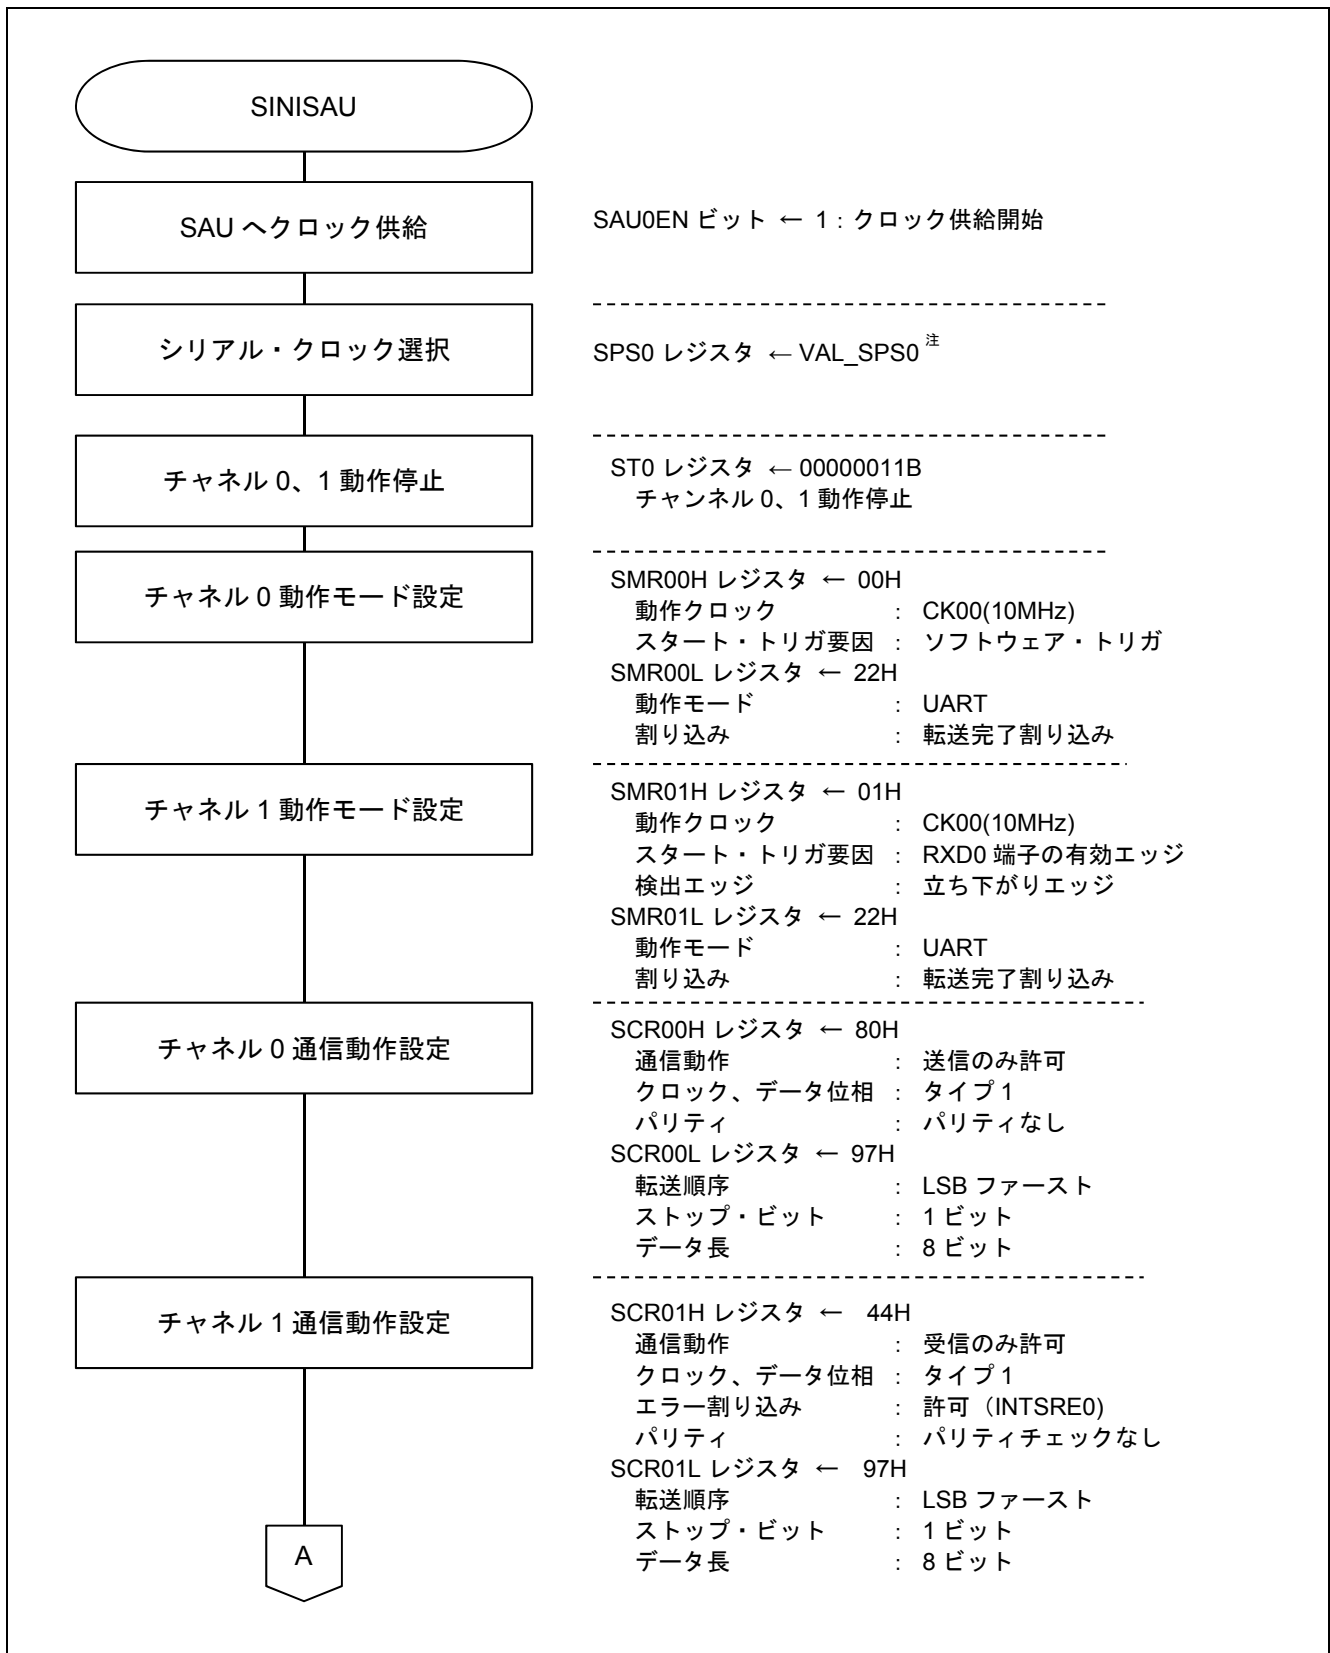 SINISAU
SAU へクロック供給
SAU0EN ビット ← 1：クロック供給開始
シリアル・クロック選択
SPS0 レジスタ ← VAL_SPS0 注
チャネル 0、1 動作停止
ST0 レジスタ ← 00000011B
チャンネル 0、1 動作停止
チャネル 0 動作モード設定
SMR00H レジスタ ← 00H
動作クロック : CK00(10MHz)
スタート・トリガ要因 : ソフトウェア・トリガ
SMR00L レジスタ ← 22H
動作モード : UART
割り込み : 転送完了割り込み
チャネル 1 動作モード設定
SMR01H レジスタ ← 01H
動作クロック : CK00(10MHz)
スタート・トリガ要因 : RXD0 端子の有効エッジ
検出エッジ : 立ち下がりエッジ
SMR01L レジスタ ← 22H
動作モード : UART
割り込み : 転送完了割り込み
チャネル 0 通信動作設定
SCR00H レジスタ ← 80H
通信動作 : 送信のみ許可
クロック、データ位相 : タイプ 1
パリティ : パリティなし
SCR00L レジスタ ← 97H
転送順序 : LSB ファースト
ストップ・ビット : 1 ビット
データ長 : 8 ビット
チャネル 1 通信動作設定
SCR01H レジスタ ← 44H
通信動作 : 受信のみ許可
クロック、データ位相 : タイプ 1
エラー割り込み : 許可（INTSRE0)
パリティ : パリティチェックなし
SCR01L レジスタ ← 97H
転送順序 : LSB ファースト
ストップ・ビット : 1 ビット
データ長 : 8 ビット
A